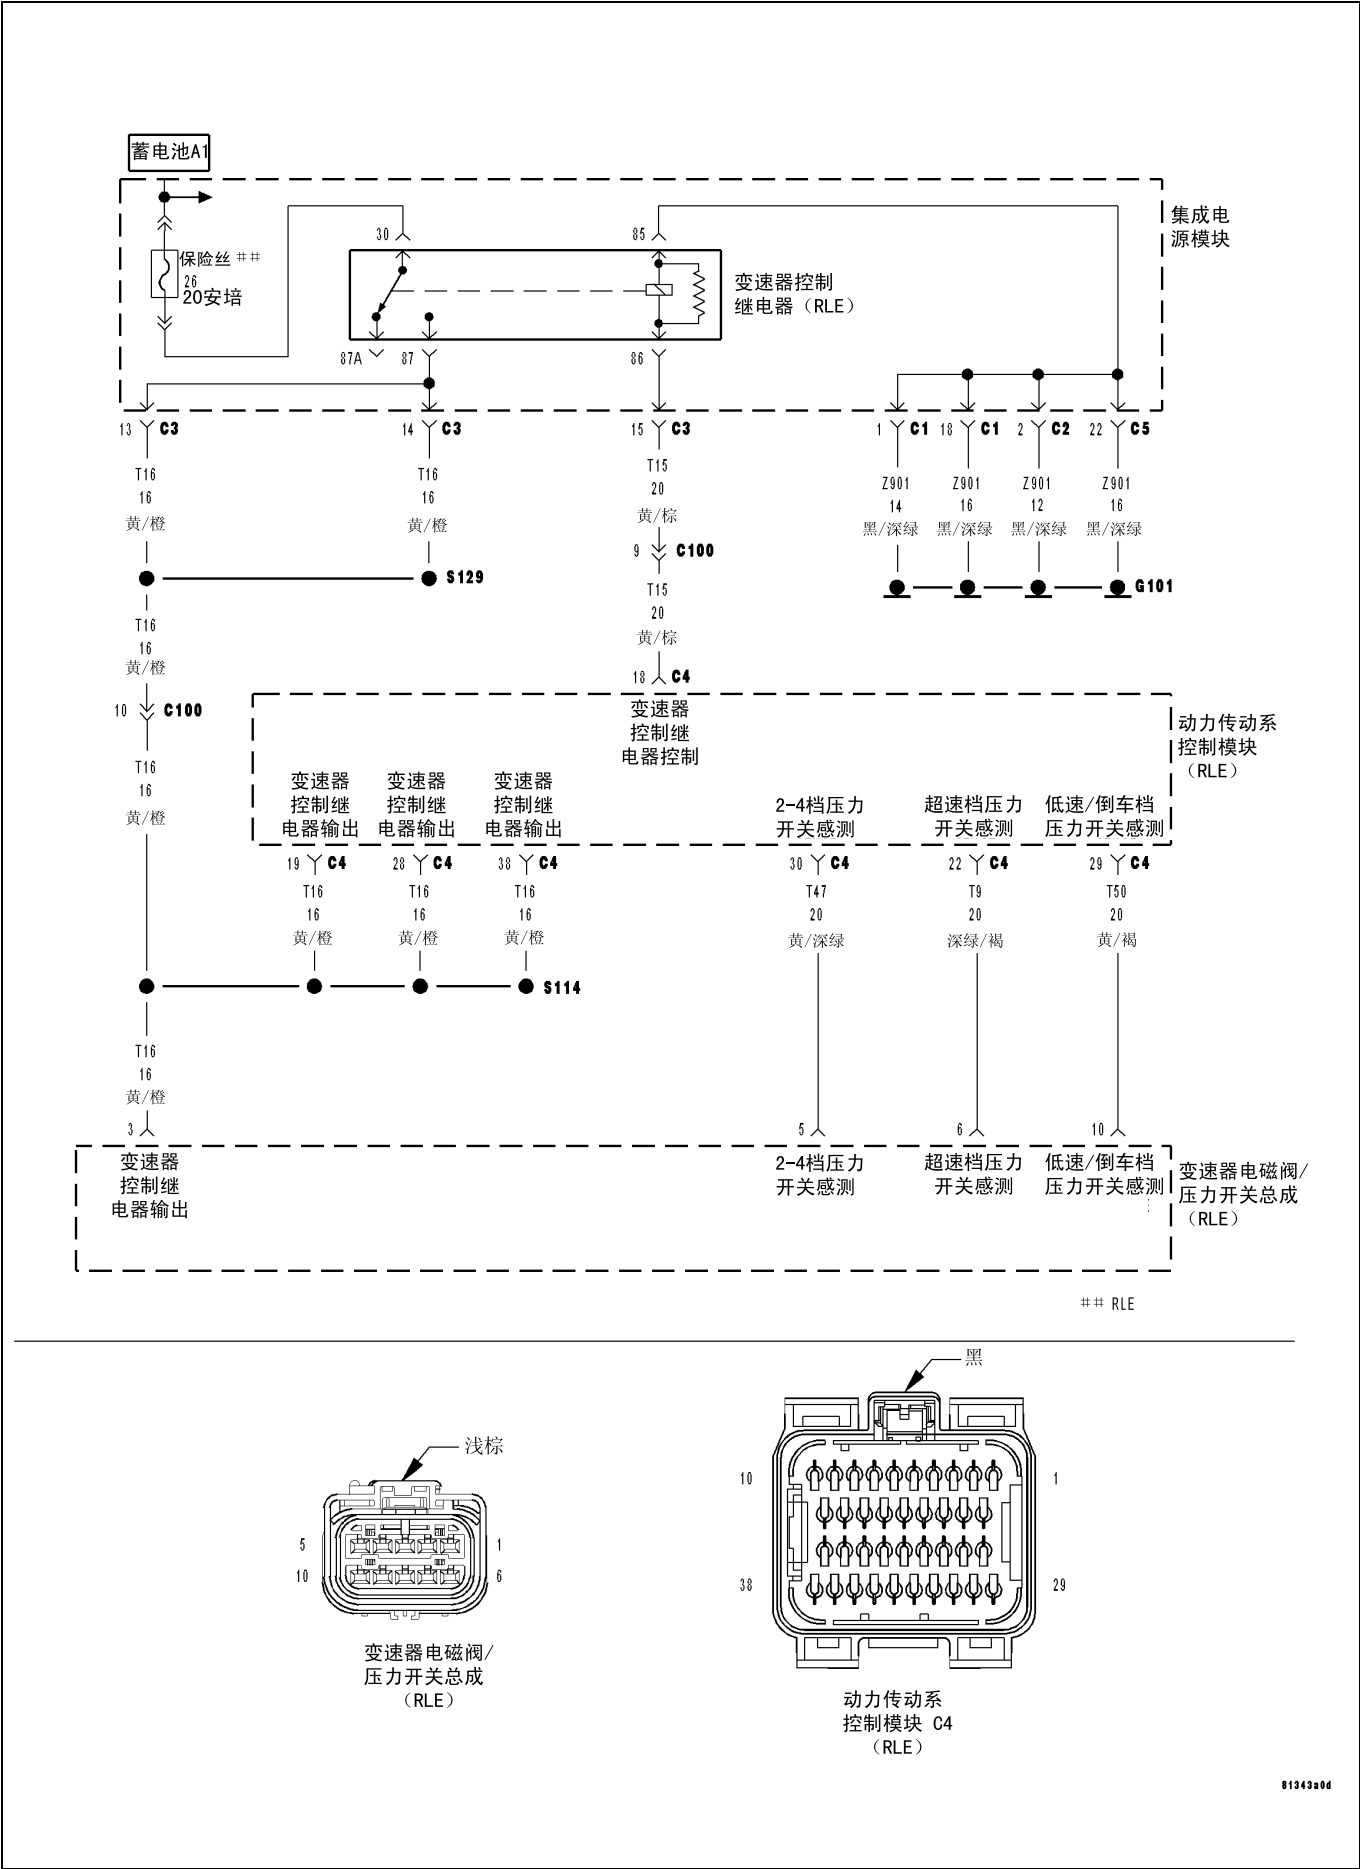 蓄电池A1
集成电
源模块
30
85
保险丝 ##
26
20安培
变速器控制
继电器（RLE）
87A
87
86
13 C3
14 C3
15 C3
1 C1
18 C1
2 C2
22 C5
T16
16
黄/橙
T16
16
黄/橙
T15
20
黄/棕
Z901
14
黑/深绿
Z901
16
黑/深绿
Z901
12
黑/深绿
Z901
16
黑/深绿
9 C100
S129
G101
T16
16
黄/橙
T15
20
黄/棕
18 C4
10 C100
变速器
控制继
电器控制
动力传动系
控制模块
（RLE）
T16
16
黄/橙
变速器
控制继
电器输出
变速器
控制继
电器输出
变速器
控制继
电器输出
2-4档压力
开关感测
超速档压力
开关感测
低速/倒车档
压力开关感测
19 C4
28 C4
38 C4
30 C4
22 C4
29 C4
T16
16
黄/橙
T16
16
黄/橙
T16
16
黄/橙
T47
20
黄/深绿
T9
20
深绿/褐
T50
20
黄/褐
S114
T16
16
黄/橙
3
5
6
10
变速器
控制继
电器输出
2-4档压力
开关感测
超速档压力
开关感测
低速/倒车档
压力开关感测
变速器电磁阀/
压力开关总成
（RLE）
## RLE
浅棕
5
1
10
6
变速器电磁阀/
压力开关总成
（RLE）
黑
10
1
38
29
动力传动系
控制模块 C4
（RLE）
81343a0d